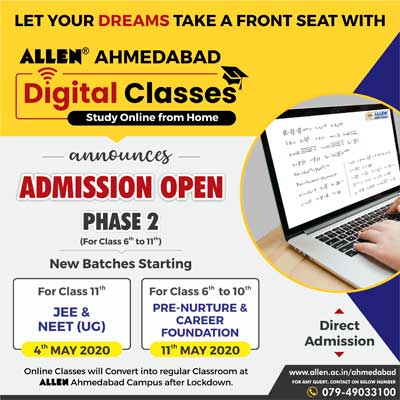 LET YOUR DREAMS TAKE A FRONT SEAT WITH
ALLEN® AHMEDABAD
Digital Classes
Study Online from Home
announces
ADMISSION OPEN
PHASE 2
(For Class 6th to 11th)
New Batches Starting
For Class 11th
JEE &
NEET (UG)
4th MAY 2020
For Class 6th to 10th
PRE-NURTURE &
CAREER
FOUNDATION
11th MAY 2020
Direct
Admission
Online Classes will Convert into regular Classroom at
ALLEN Ahmedabad Campus after Lockdown.
www.allen.ac.in/ahmedabad
FOR ANY QUERY, CONTACT ON BELOW NUMBER
079-49033100